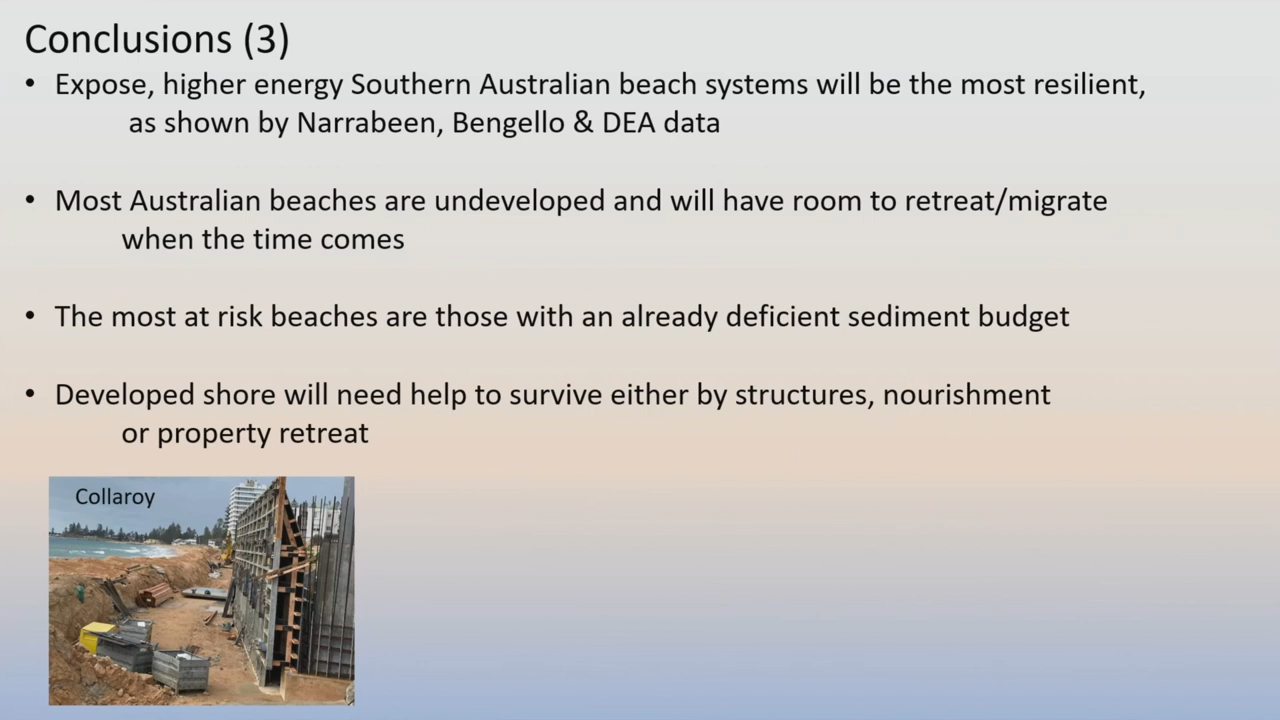 Conclusions (3)
• Expose, higher energy Southern Australian beach systems will be the most resilient,
as shown by Narrabeen, Bengello & DEA data
• Most Australian beaches are undeveloped and will have room to retreat/migrate
when the time comes
• The most at risk beaches are those with an already deficient sediment budget
• Developed shore will need help to survive either by structures, nourishment
or property retreat
Collaroy